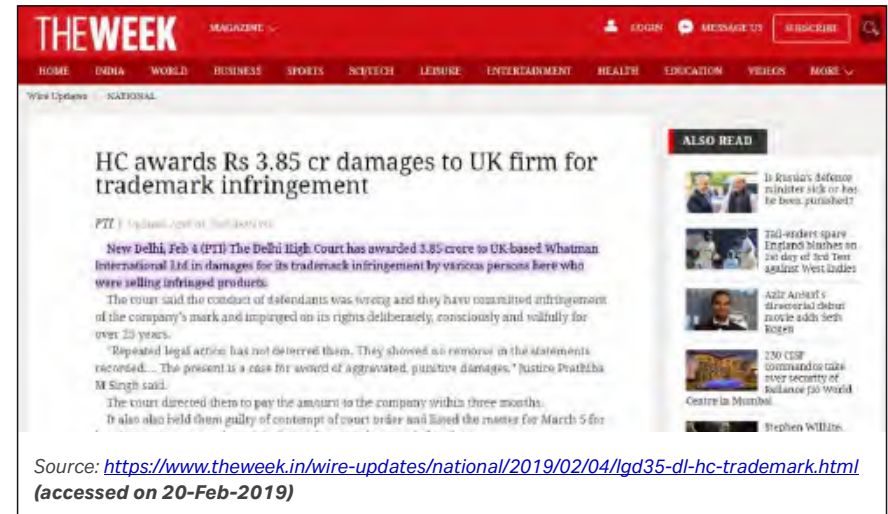 THEWEEK
MAGAZINE
LOGIN
MESSAGE US
SUBSCRIBE
HOME INDIA WORLD BUSINESS SPORTS SCI/TECH LEISURE ENTERTAINMENT HEALTH EDUCATION VIDEOS MORE
Wire Updates NATIONAL
HC awards Rs 3.85 cr damages to UK firm for
trademark infringement
PTI
New Delhi, Feb 4 (PTI) The Delhi High Court has awarded 3.85 crore to UK-based Whatman
International Ltd in damages for its trademark infringement by various persons here who
were selling infringed products.
The court said the conduct of defendants was wrong and they have committed infringement
of the company's mark and impinged on its rights deliberately, consciously and wilfully for
over 25 years.
"Repeated legal action has not deterred them. They showed no remorse in the statements
recorded.... The present is a case for award of aggravated, punitive damages," Justice Prathiba
M Singh said.
The court directed them to pay the amount to the company within three months.
It also also held them guilty of contempt of court order and listed the matter for March 5 for
ALSO READ
Is Russia's defence
minister sick or has
he been punished?
Tail-enders spare
England blushes on
1st day of 3rd Test
against West Indies
Aziz Ansari's
directorial debut
movie adds Seth
Rogen
230 CISF
commandos take
over security of
Reliance Jio World
Centre in Mumbai
Stephen Wilhite,
Source: https://www.theweek.in/wire-updates/national/2019/02/04/lgd35-dl-hc-trademark.html
(accessed on 20-Feb-2019)